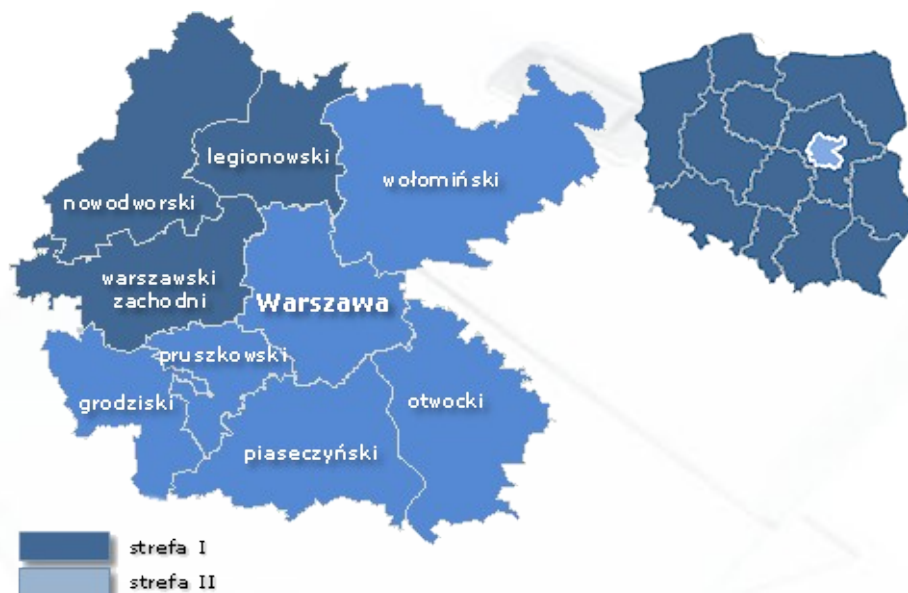 legionowski
wołomiński
nowodworski
warszawski
zachodni
Warszawa
pruszkowski
grodziski
otwocki
piaseczyński
strefa I
strefa II